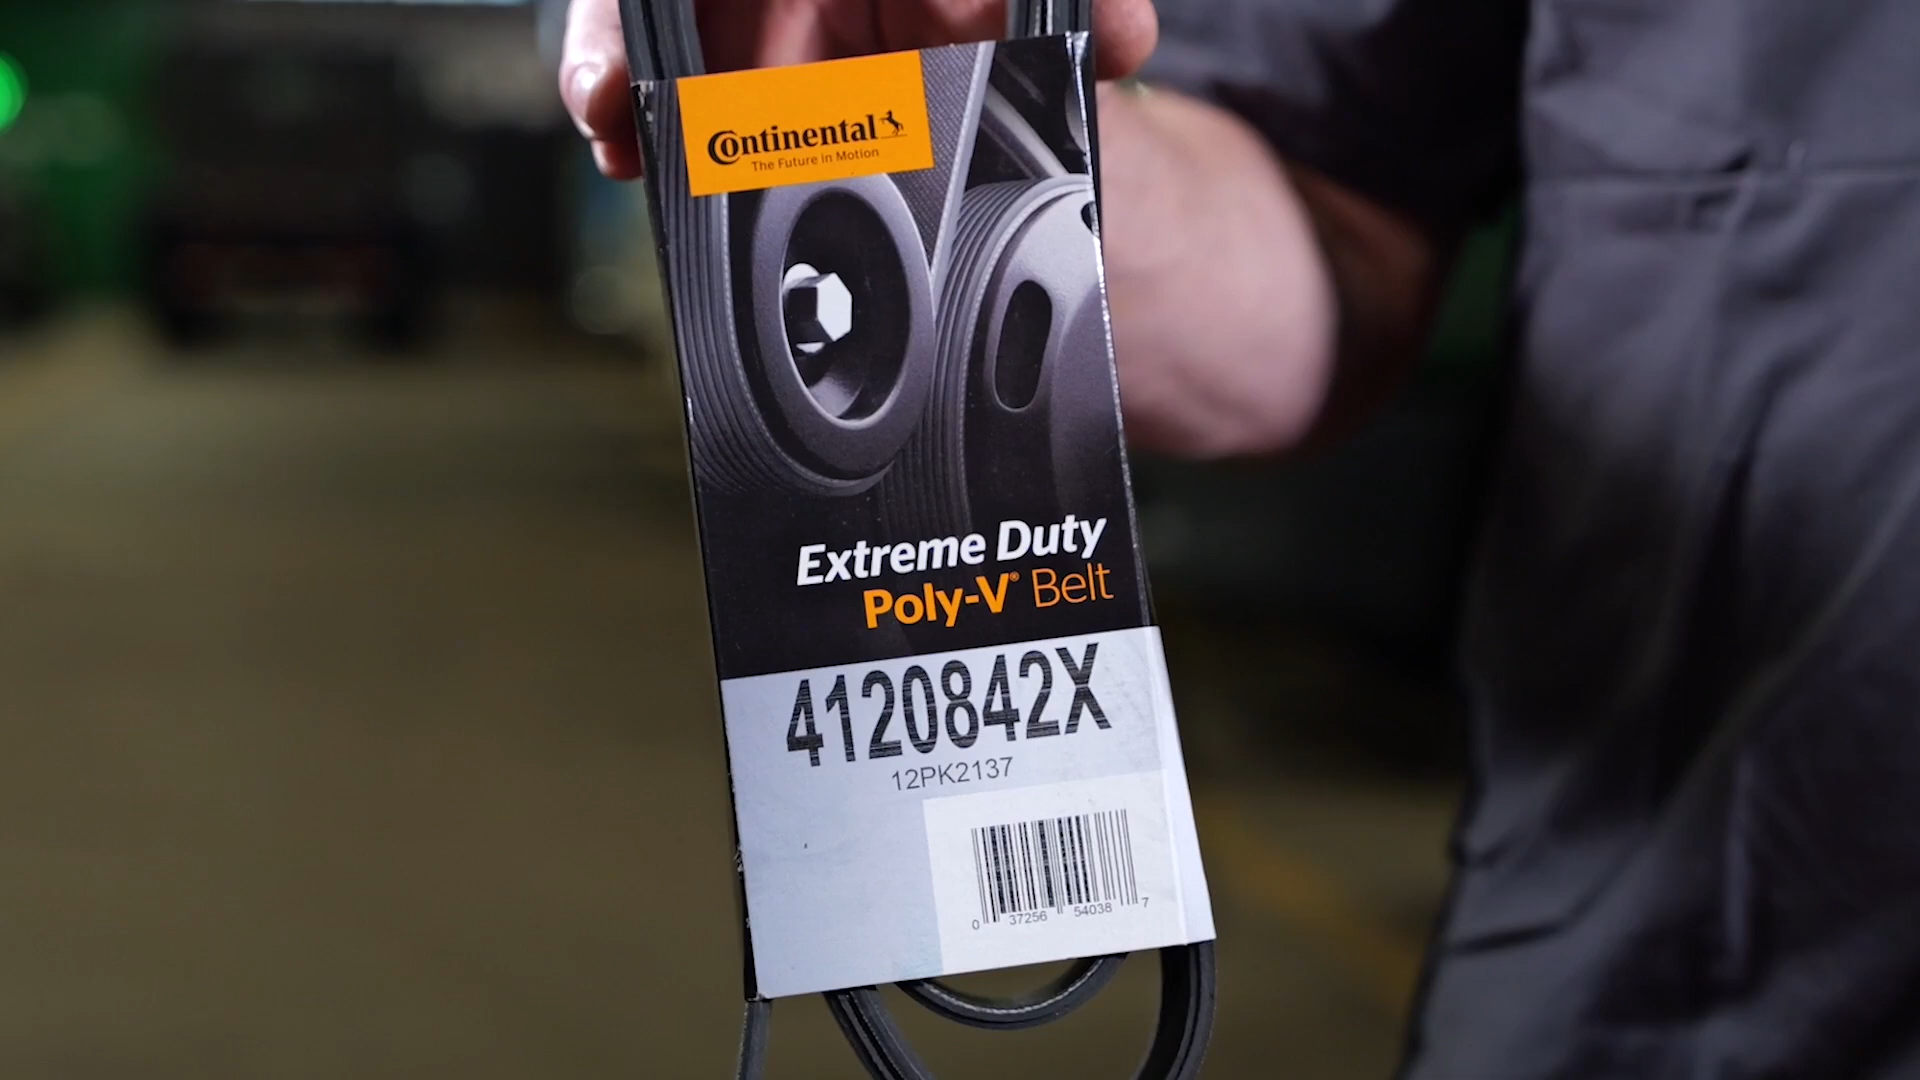 Continental
The Future in Motion
Extreme Duty
Poly-V® Belt
4120842X
12PK2137
0 37256 54038 7